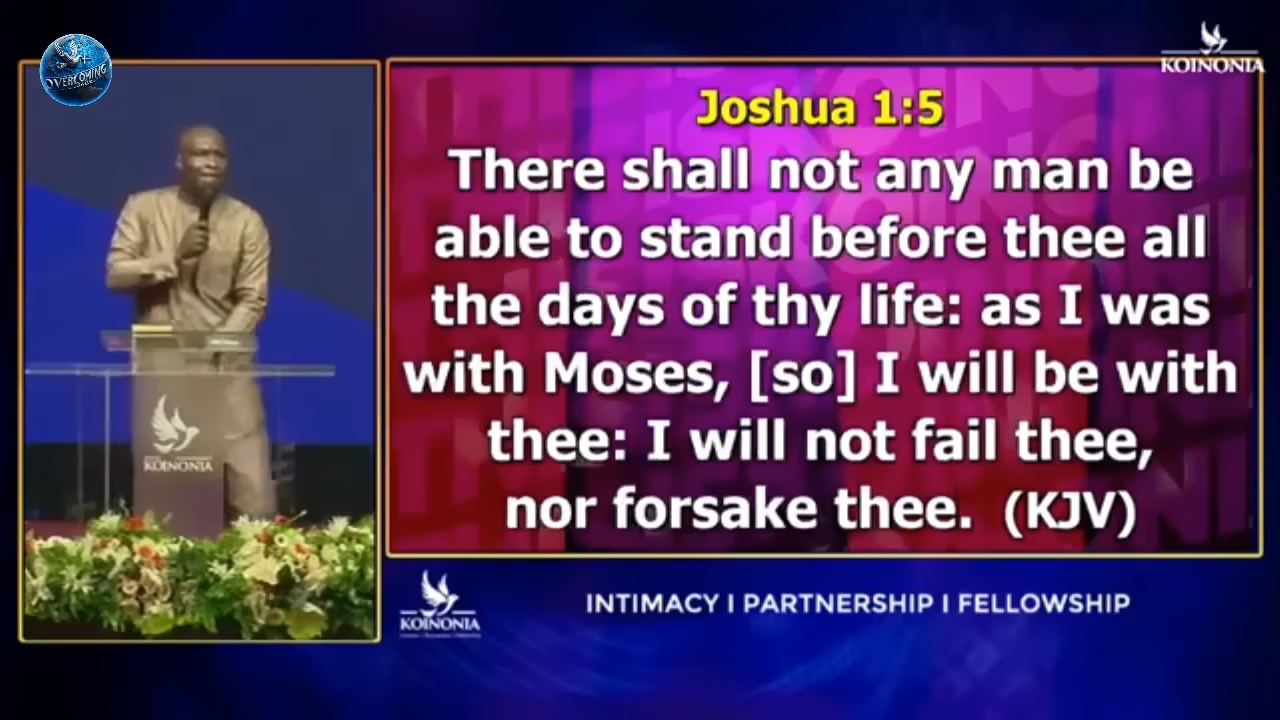 OVERCOMING
KOINONIA
Joshua 1:5
There shall not any man be
able to stand before thee all
the days of thy life: as I was
with Moses, [so] I will be with
thee: I will not fail thee,
nor forsake thee. (KJV)
KOINONIA
KOINONIA
INTIMACY I PARTNERSHIP I FELLOWSHIP